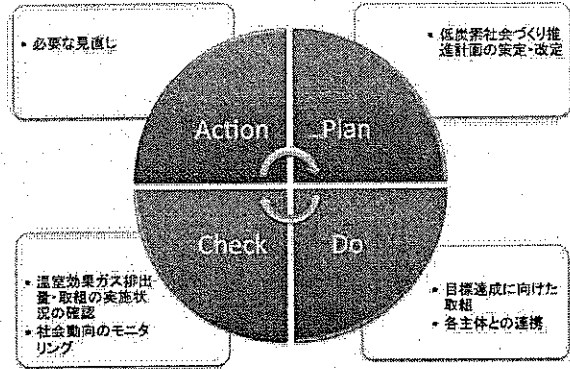 • 必要な見直し
• 低炭素社会づくり推
進計画の策定・改定
Action
Plan
Check
Do
• 温室効果ガス排出
量・取組の実施状
況の確認
• 社会動向のモニタ
リング
• 目標達成に向けた
取組
• 各主体との連携